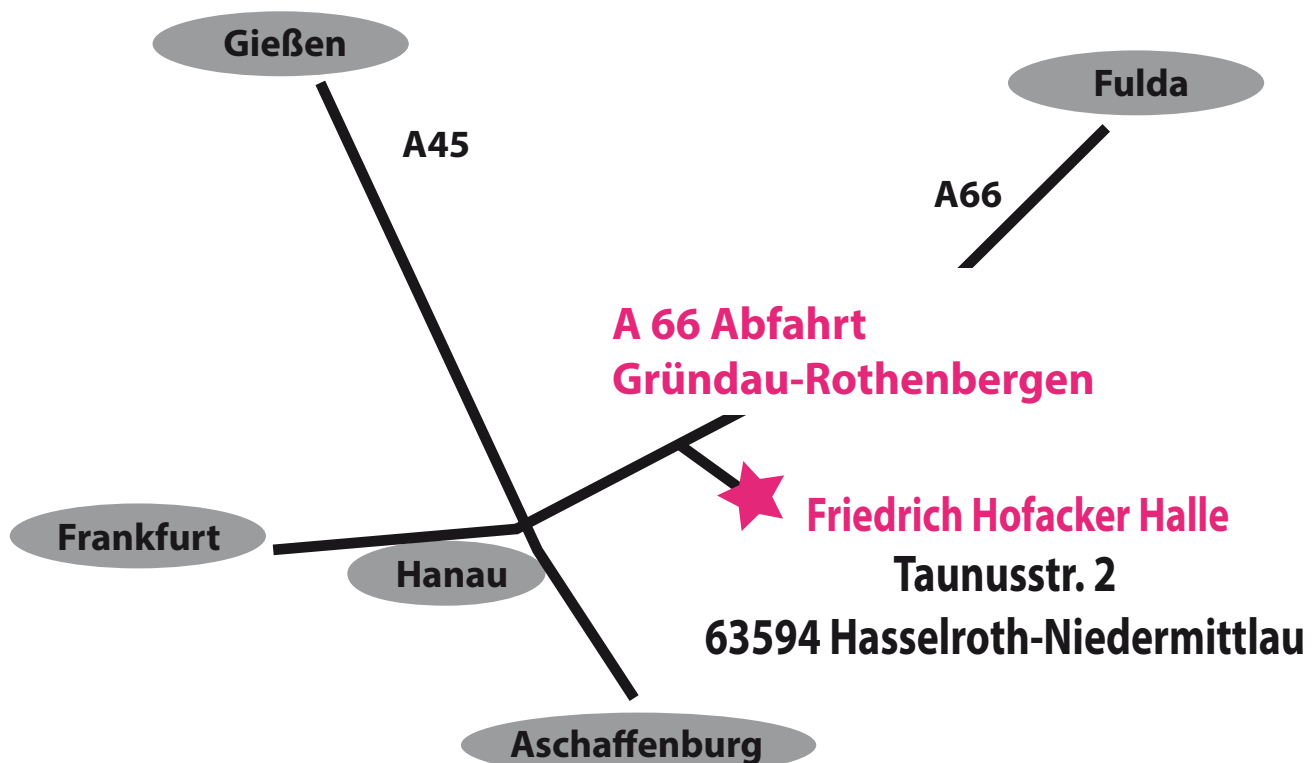 Gießen
Fulda
A45
A66
A 66 Abfahrt
Gründau-Rothenbergen
Friedrich Hofacker Halle
Frankfurt
Hanau
Taunusstr. 2
63594 Hasselroth-Niedermittlau
Aschaffenburg